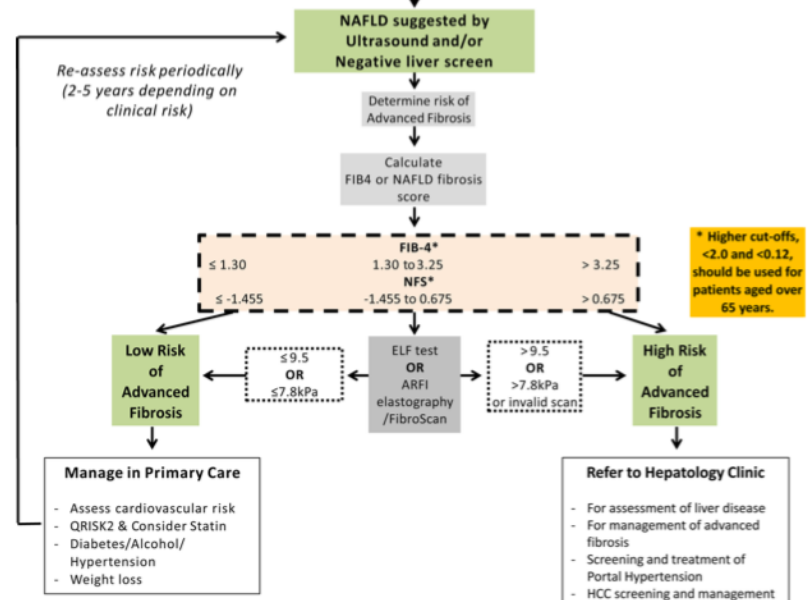 NAFLD suggested by
Ultrasound and/or
Negative liver screen
Re-assess risk periodically
(2-5 years depending on
clinical risk)
Determine risk of
Advanced Fibrosis
Calculate
FIB4 or NAFLD fibrosis
score
FIB-4*
≤ 1.30 1.30 to 3.25 > 3.25
NFS*
≤ -1.455 -1.455 to 0.675 > 0.675
* Higher cut-offs,
<2.0 and <0.12,
should be used for
patients aged over
65 years.
Low Risk
of
Advanced
Fibrosis
≤9.5
OR
≤7.8kPa
ELF test
OR
ARFI
elastography
/FibroScan
>9.5
OR
>7.8kPa
or invalid scan
High Risk
of
Advanced
Fibrosis
Manage in Primary Care
- Assess cardiovascular risk
- QRISK2 & Consider Statin
- Diabetes/Alcohol/
Hypertension
- Weight loss
Refer to Hepatology Clinic
- For assessment of liver disease
- For management of advanced
fibrosis
- Screening and treatment of
Portal Hypertension
- HCC screening and management